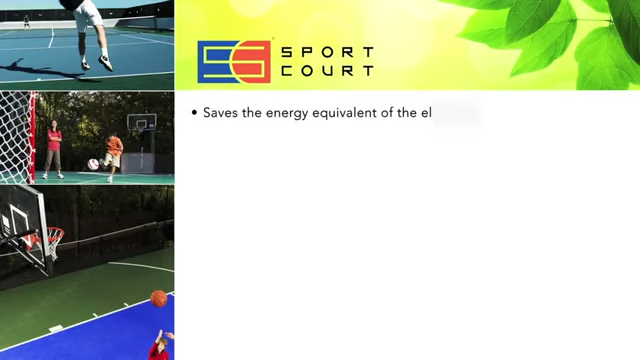 SPORT
COURT
• Saves the energy equivalent of the